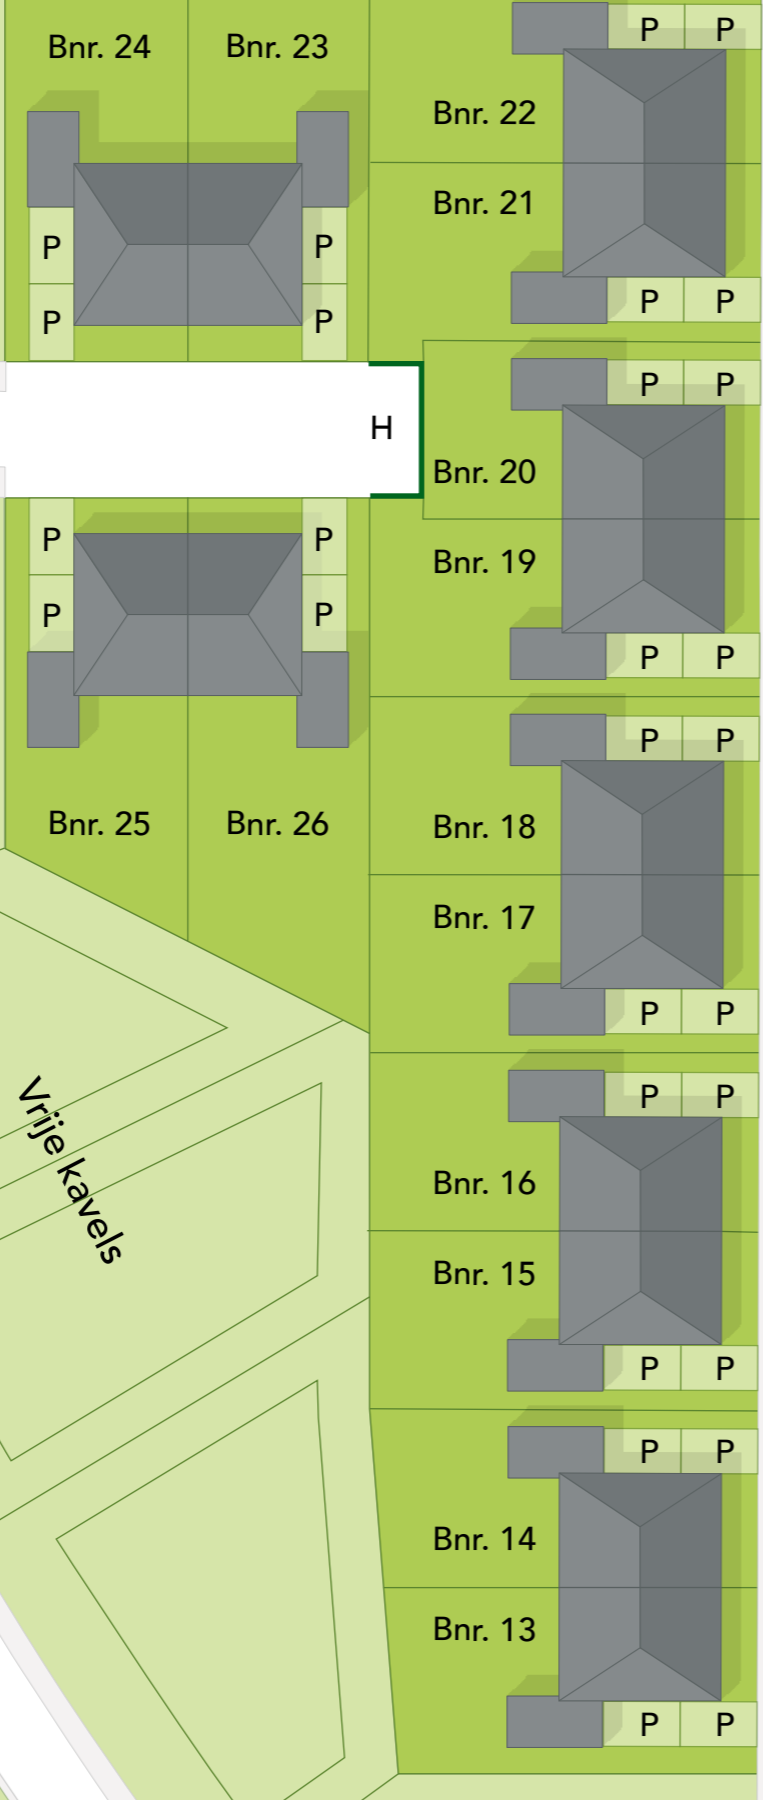 P P
Bnr. 24 Bnr. 23
Bnr. 22
Bnr. 21
P P
P P
P P
P P
H
Bnr. 20
P P
Bnr. 19
P P
P P
P P
Bnr. 25 Bnr. 26
Bnr. 18
Bnr. 17
P P
Vrije kavels
P P
Bnr. 16
Bnr. 15
P P
P P
Bnr. 14
Bnr. 13
P P